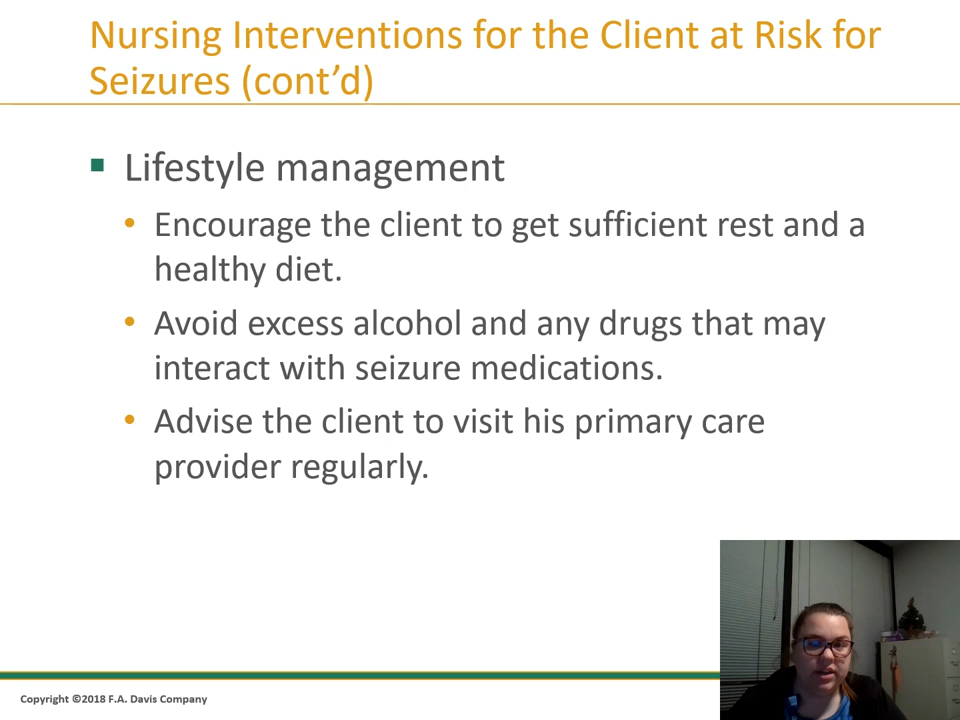 Nursing Interventions for the Client at Risk for
Seizures (cont’d)
Lifestyle management
Encourage the client to get sufficient rest and a
healthy diet.
Avoid excess alcohol and any drugs that may
interact with seizure medications.
Advise the client to visit his primary care
provider regularly.
Copyright ©2018 F.A. Davis Company